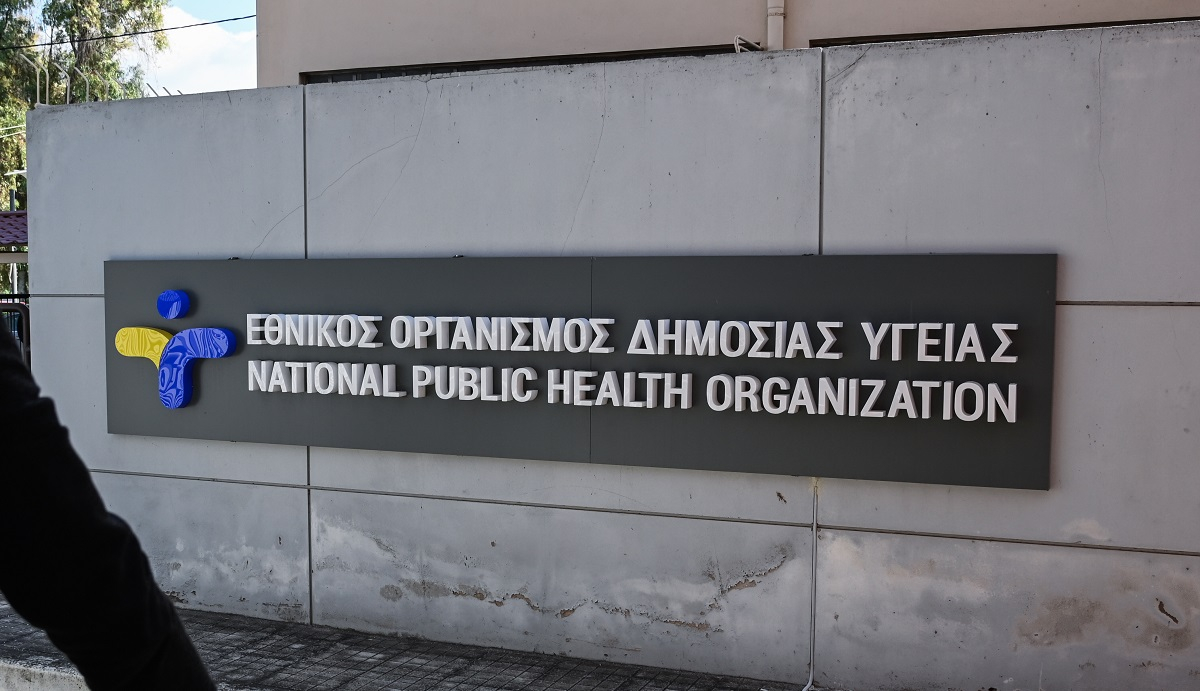 ΕΘΝΙΚΟΣ ΟΡΓΑΝΙΣΜΟΣ ΔΗΜΟΣΙΑΣ ΥΓΕΙΑΣ
NATIONAL PUBLIC HEALTH ORGANIZATION